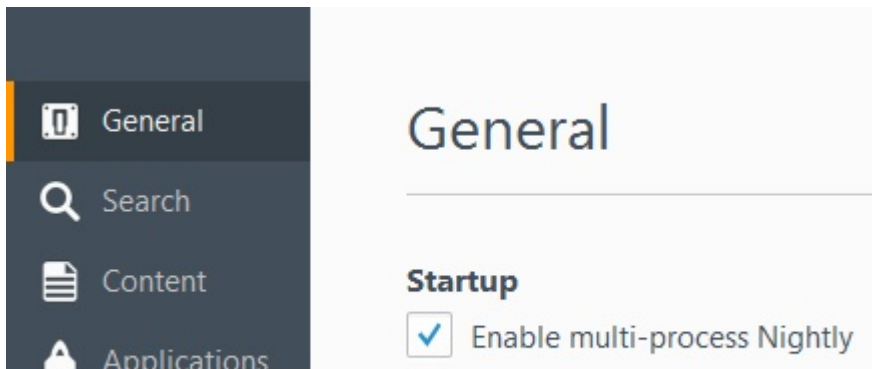 General
Search
Content
Applications
General
Startup
Enable multi-process Nightly